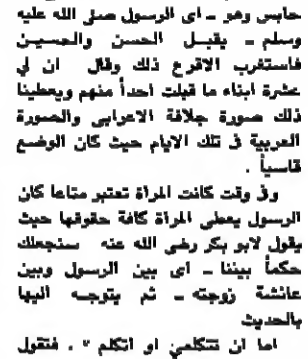 حابس وهو ـ اى الرسول صلى الله عليه
وسلم ـ يقبل الحسن والحسين
فاستغرب الاقرع ذلك وقال ان لى
عشرة ابناء ما قبلت احداً منهم ويعطينا
ذلك صورة جلافة الاعرابى والصورة
العربية فى تلك الايام حيث كان الوضع
قاسياً .
وفى وقت كانت المرأة تعتبر متاعا كان
الرسول يعطى المرأة كافة حقوقها حيث
يقول لابو بكر رضى الله عنه سنجعلك
حكماً بيننا ـ اى بين الرسول وبين
عائشة زوجته ـ ثم يتوجه اليها
بالحديث
اما ان تتكلمى او اتكلم " . فتقول